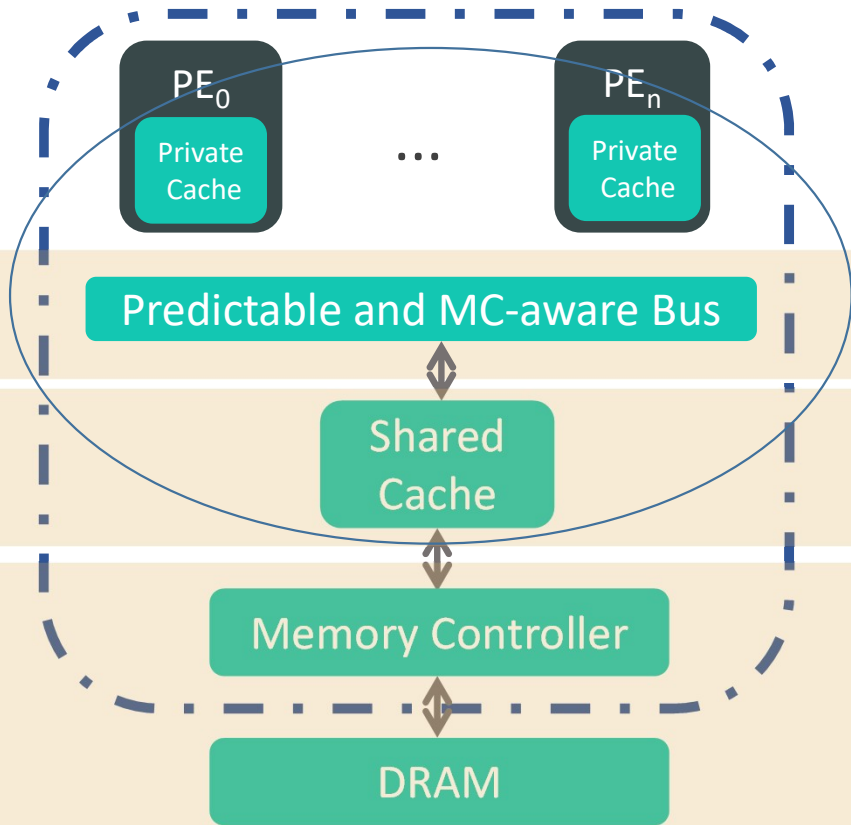 PE0
Private
Cache
...
PEn
Private
Cache
Predictable and MC-aware Bus
Shared
Cache
Memory Controller
DRAM